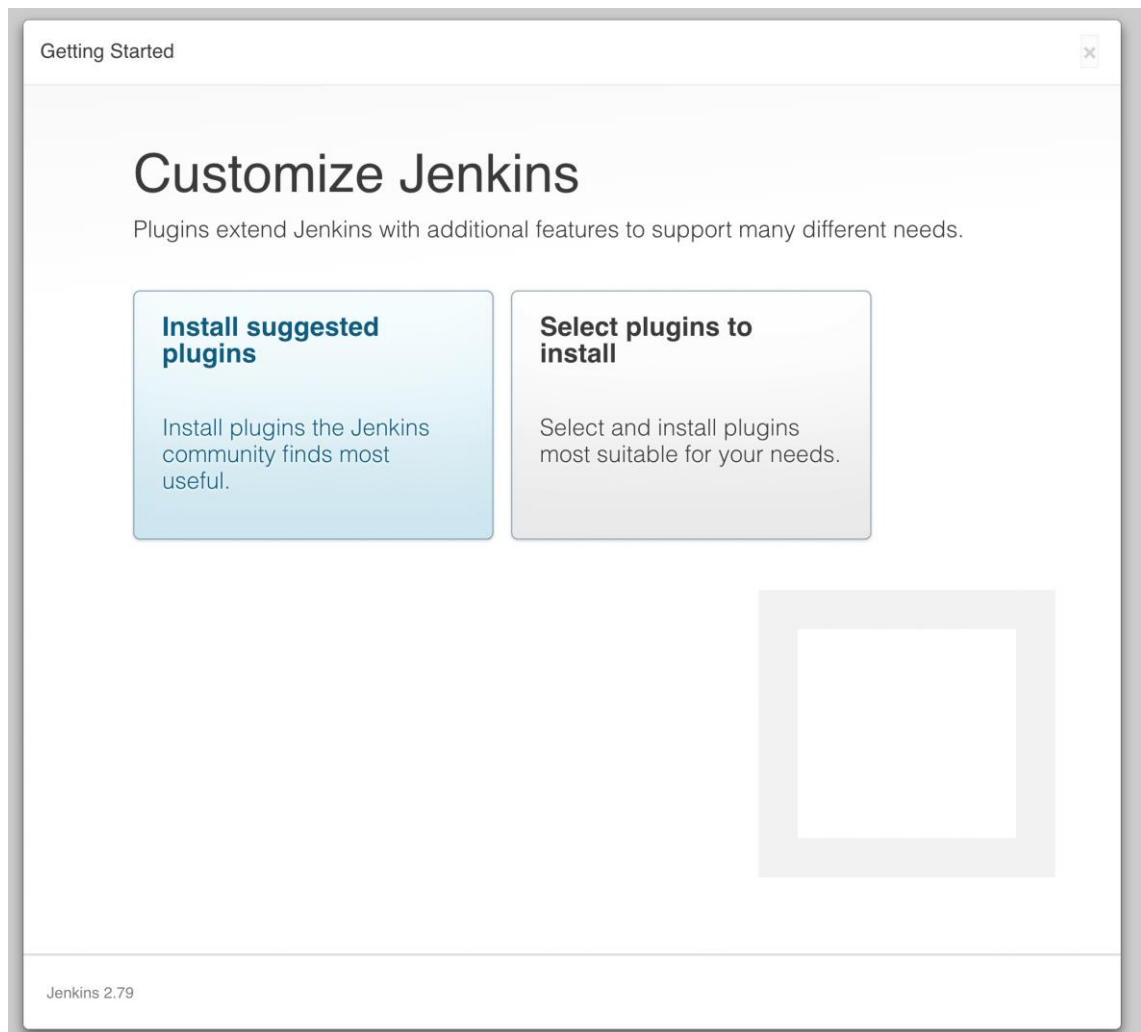 Getting Started
×
Customize Jenkins
Plugins extend Jenkins with additional features to support many different needs.
Install suggested
plugins
Install plugins the Jenkins
community finds most
useful.
Select plugins to
install
Select and install plugins
most suitable for your needs.
Jenkins 2.79